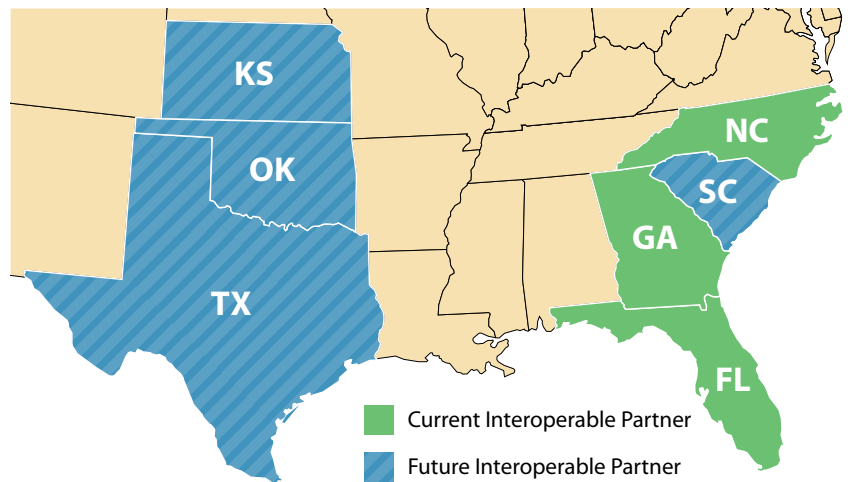 KS
NC
OK
SC
GA
TX
FL
Current Interoperable Partner
Future Interoperable Partner